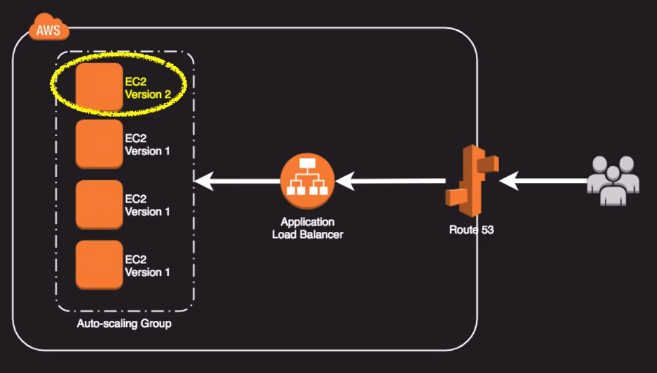 AWS
EC2
Version 2
EC2
Version 1
EC2
Version 1
EC2
Version 1
Auto-scaling Group
Application
Load Balancer
Route 53